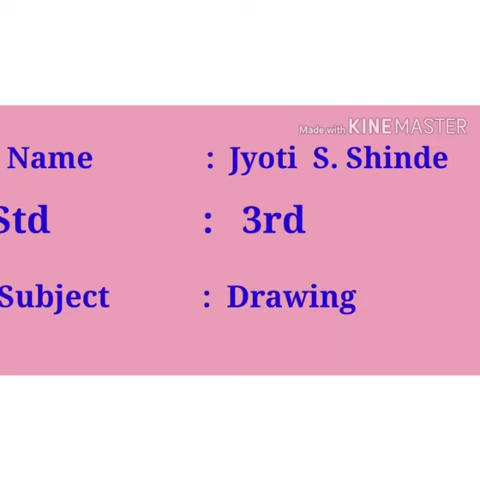 Made with KINEMASTER
Name : Jyoti S. Shinde
Std : 3rd
Subject : Drawing